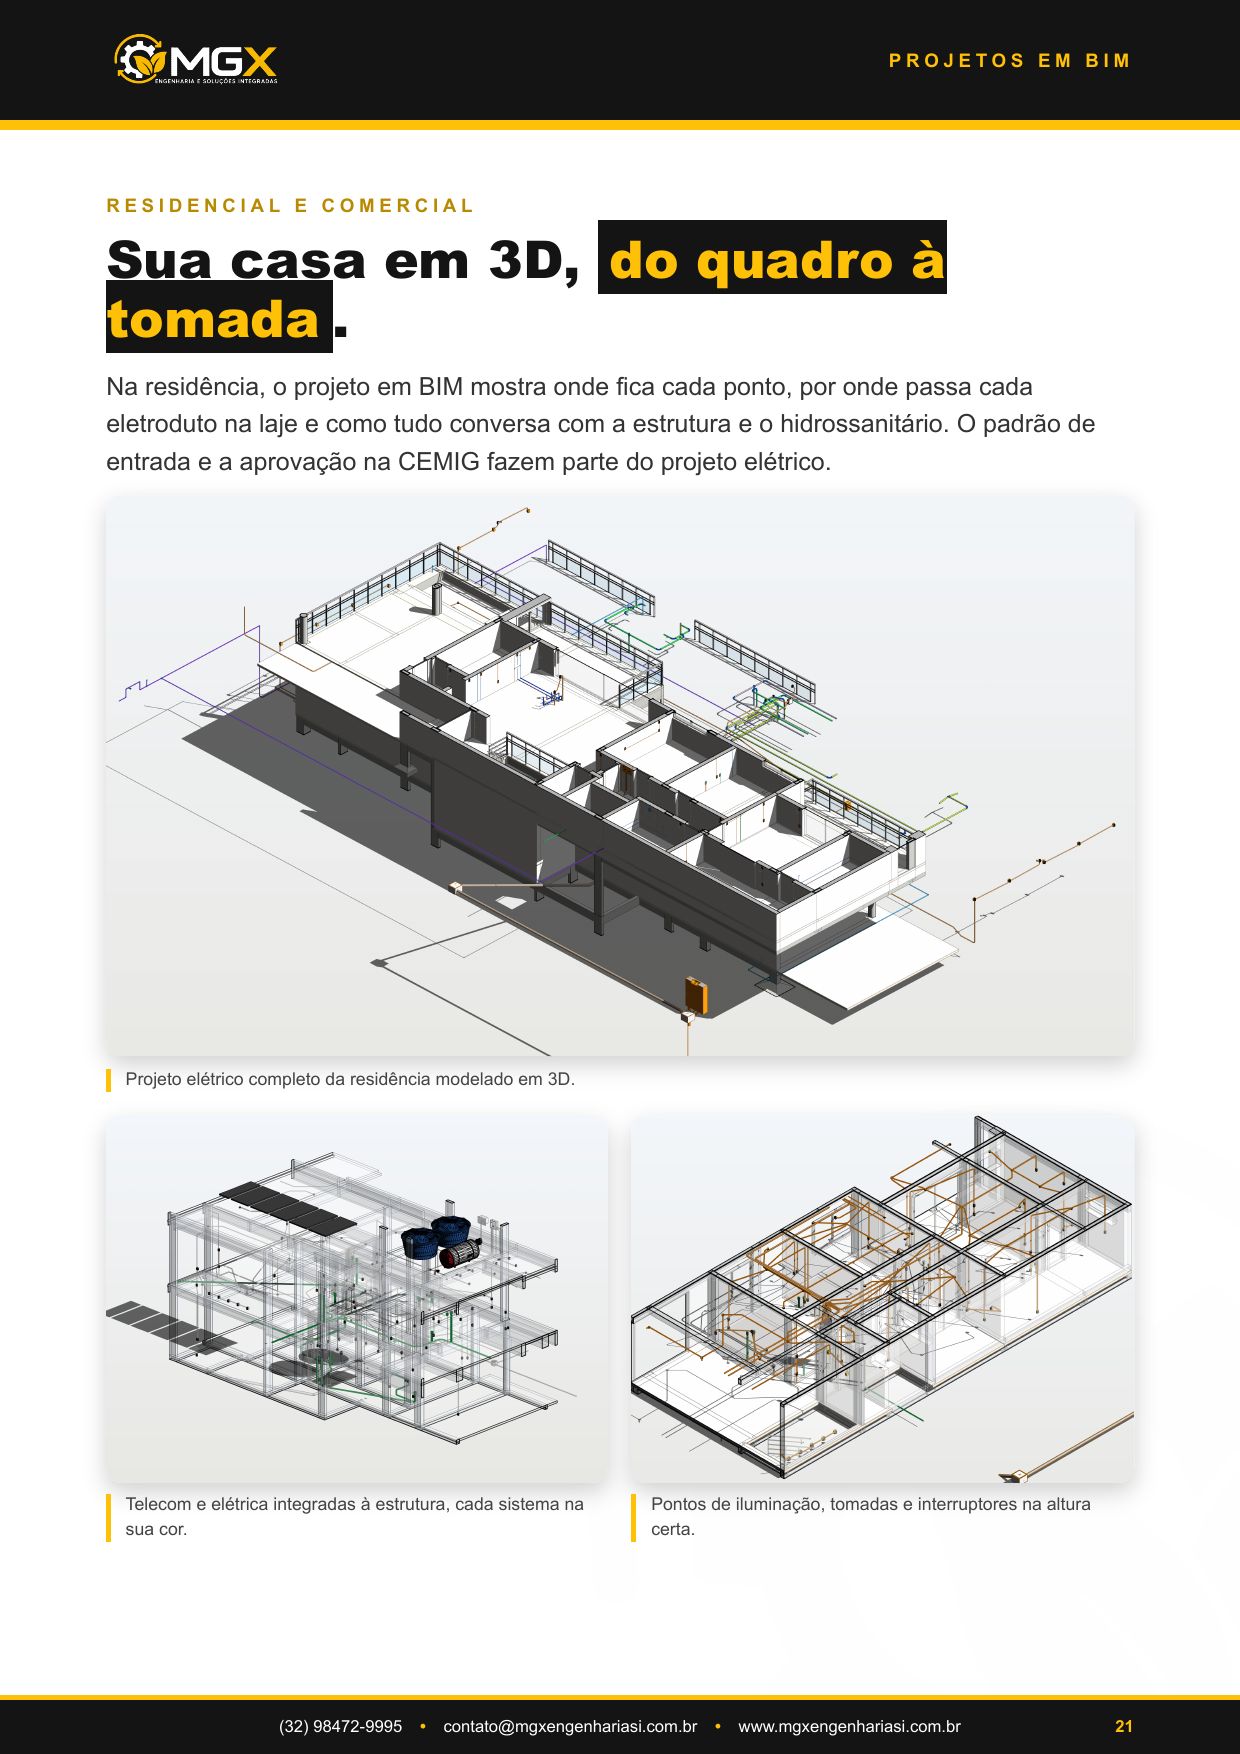 MGX
ENGENHARIA E SOLUÇÕES INTEGRADAS
PROJETOS EM BIM
RESIDENCIAL E COMERCIAL
Sua casa em 3D, do quadro à
tomada.
Na residência, o projeto em BIM mostra onde fica cada ponto, por onde passa cada
eletroduto na laje e como tudo conversa com a estrutura e o hidrossanitário. O padrão de
entrada e a aprovação na CEMIG fazem parte do projeto elétrico.
Projeto elétrico completo da residência modelado em 3D.
Telecom e elétrica integradas à estrutura, cada sistema na
sua cor.
Pontos de iluminação, tomadas e interruptores na altura
certa.
(32) 98472-9995 • contato@mgxengenhariasi.com.br • www.mgxengenhariasi.com.br
21